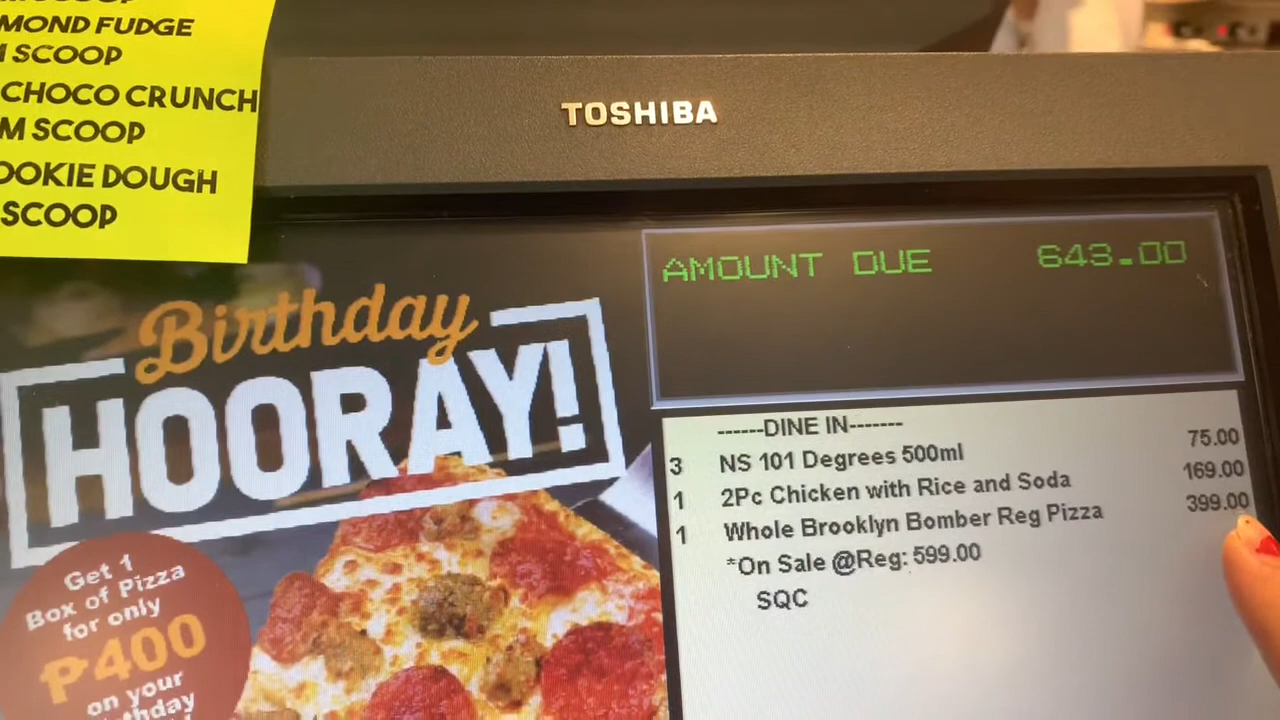 MOND FUDGE
SCOOP
CHOCO CRUNCH
M SCOOP
OOKIE DOUGH
SCOOP
TOSHIBA
AMOUNT DUE 643.00
Birthday
HOORAY!
Get 1
Box of Pizza
for only
₱400
on your
------DINE IN-------
3 NS 101 Degrees 500ml 75.00
1 2Pc Chicken with Rice and Soda 169.00
1 Whole Brooklyn Bomber Reg Pizza 399.00
*On Sale @Reg: 599.00
SQC